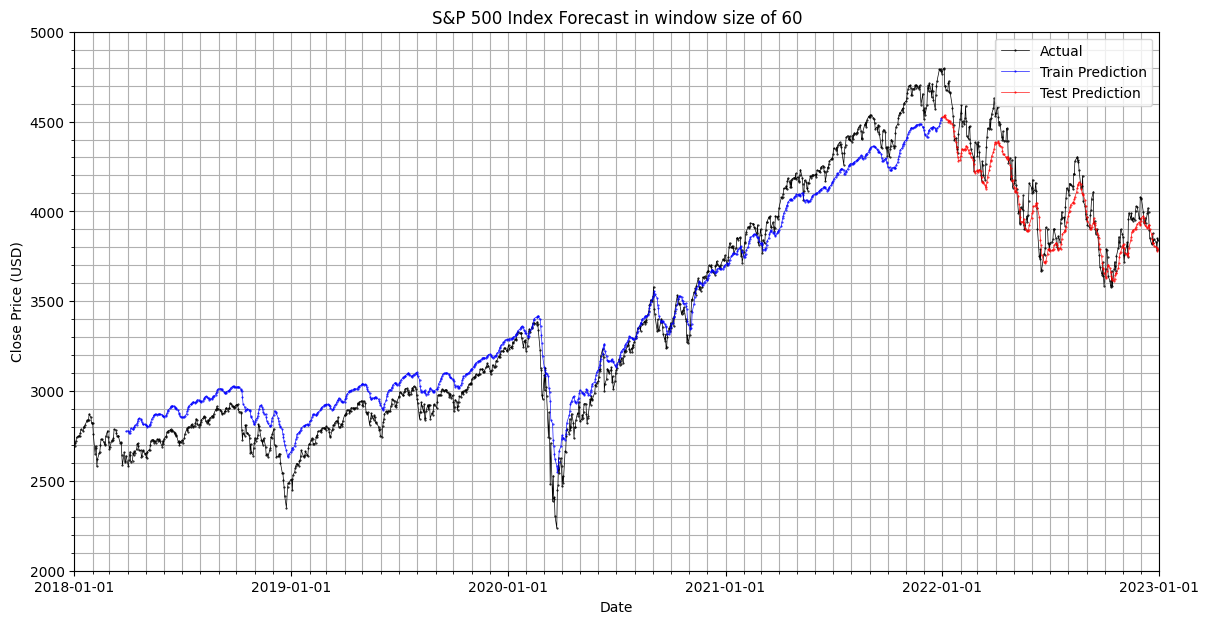 S&P 500 Index Forecast in window size of 60
Actual
Train Prediction
Test Prediction
Close Price (USD)
5000
4500
4000
3500
3000
2500
2000
2018-01-01 2019-01-01 2020-01-01 2021-01-01 2022-01-01 2023-01-01
Date